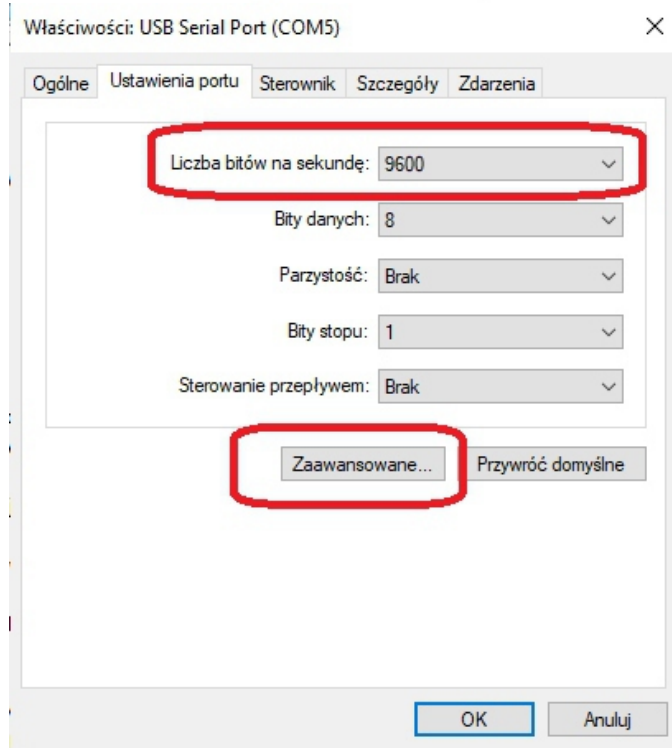 Właściwości: USB Serial Port (COM5)
Ogólne Ustawienia portu Sterownik Szczegóły Zdarzenia
Liczba bitów na sekundę: 9600
Bity danych: 8
Parzystość: Brak
Bity stopu: 1
Sterowanie przepływem: Brak
Zaawansowane... Przywróć domyślne
OK Anuluj